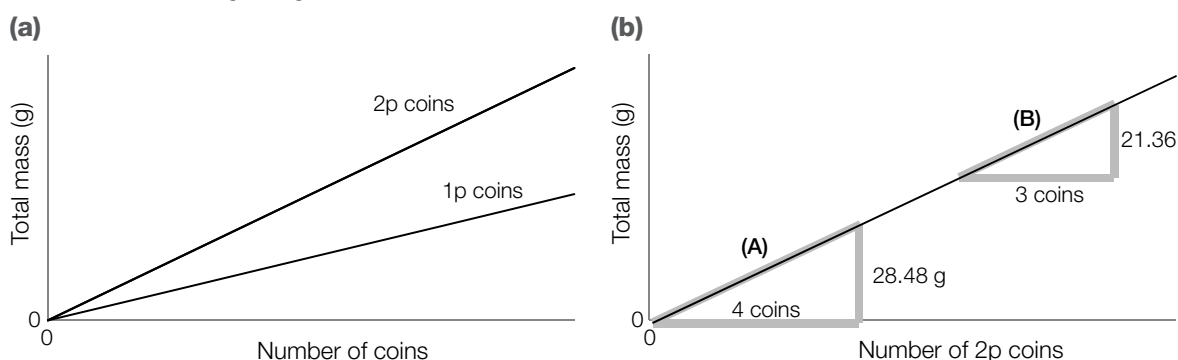 (a)
Total mass (g)
2p coins
1p coins
0
0
Number of coins
(b)
Total mass (g)
(B)
21.36
3 coins
(A)
28.48 g
4 coins
0
0
Number of 2p coins